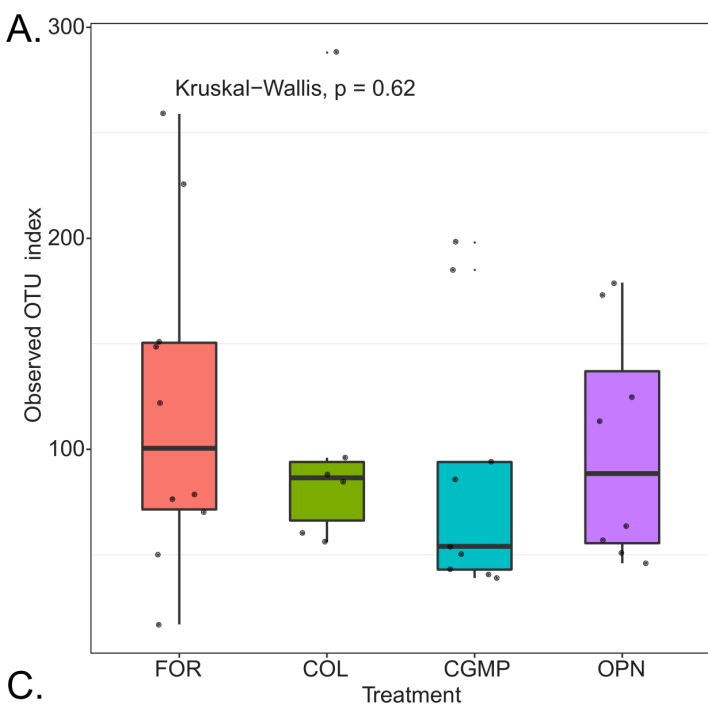 A.
300
Kruskal−Wallis, p = 0.62
200
100
Observed OTU index
FOR COL CGMP OPN
Treatment
C.